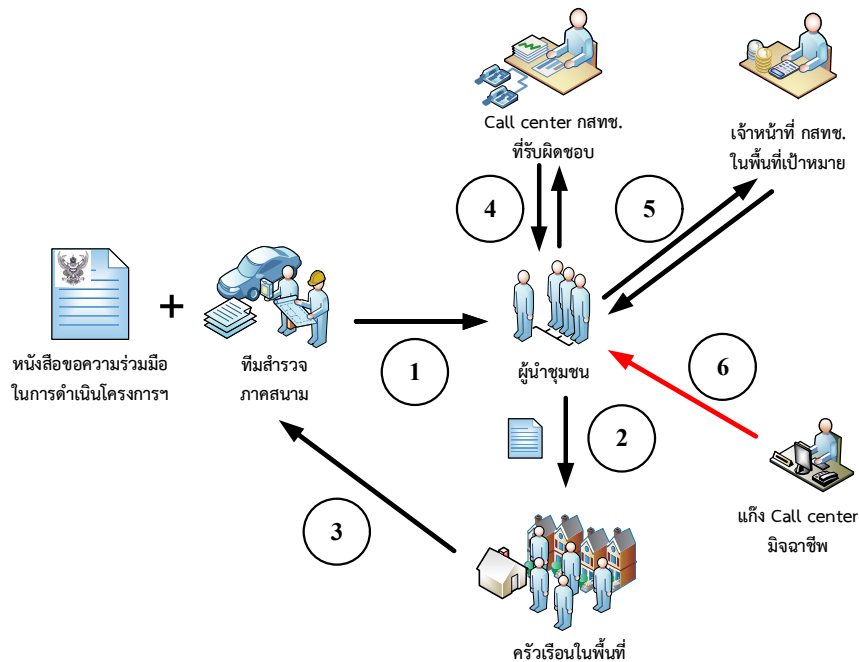 Call center กสทช.
ที่รับผิดชอบ
เจ้าหน้าที่ กสทช.
ในพื้นที่เป้าหมาย
4
5
หนังสือขอความร่วมมือ
ในการดำเนินโครงการฯ
+
ทีมสำรวจ
ภาคสนาม
1
ผู้นำชุมชน
6
2
3
แก๊ง Call center
มิจฉาชีพ
ครัวเรือนในพื้นที่